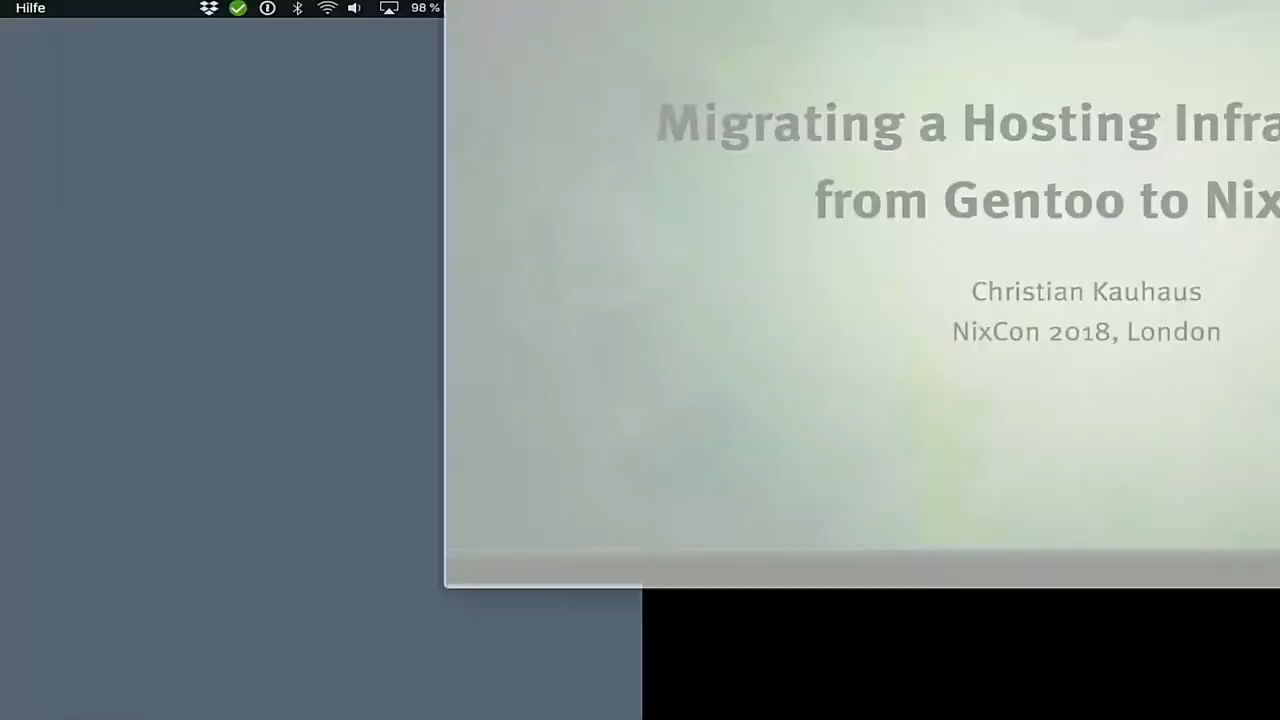 Hilfe
98 %
Migrating a Hosting Infra
from Gentoo to Nix
Christian Kauhaus
NixCon 2018, London